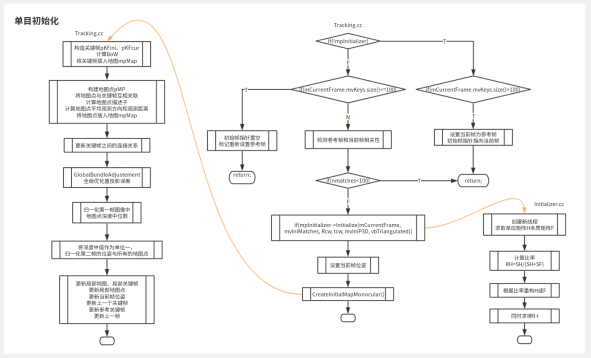 单目初始化
Tracking.cc
构造关键帧pKFini、pKFcur
计算BoW
将关键帧插入地图mpMap
构建地图点pMP
将地图点与关键帧互相关联
计算地图点描述子
计算地图点平均观测方向和观测距离
将地图点插入地图mpMap
更新关键帧之间的连接关系
GlobalBundleAdjustement
全局优化重投影误差
归一化第一帧图像中
地图点深度中位数
将深度中值作为单位一，
归一化第二帧的位姿与所有的地图点
更新局部地图、局部关键帧
更新局部地图点
更新当前帧位姿
更新上一个关键帧
更新参考关键帧
更新上一帧
Tracking.cc
if(!mpInitializer)
F
T
if(mCurrentFrame.mvKeys.size()<=100)
T
N
初始帧指针置空
标记重新设置参考帧
return;
检测参考帧和当前帧相关性
if(nmatches<100)
T
return;
F
if(mpInitializer->Initialize(mCurrentFrame,
mvIniMatches, Rcw, tcw, mvIniP3D, vbTriangulated))
设置当前帧位姿
CreateInitialMapMonocular()
if(mCurrentFrame.mvKeys.size()>100)
T
设置当前帧为参考帧
初始帧指针指向当前帧
Initializer.cc
创建新线程
求取单应矩阵H本质矩阵F
计算比率
RH=SH/(SH+SF)
根据比率重构H或F
同时求得R t